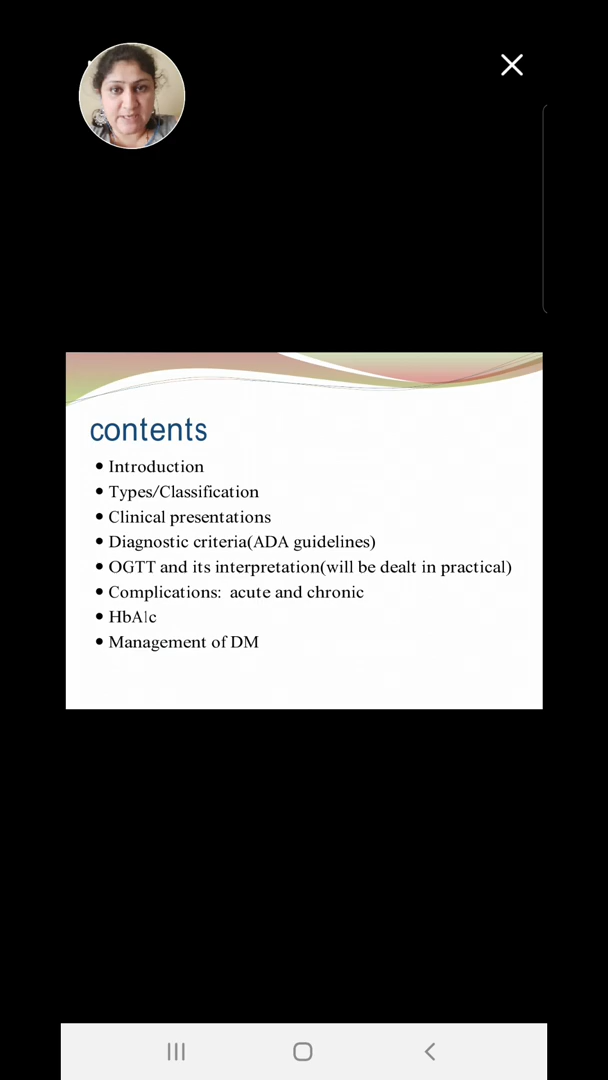 contents
• Introduction
• Types/Classification
• Clinical presentations
• Diagnostic criteria(ADA guidelines)
• OGTT and its interpretation(will be dealt in practical)
• Complications: acute and chronic
• HbA1c
• Management of DM